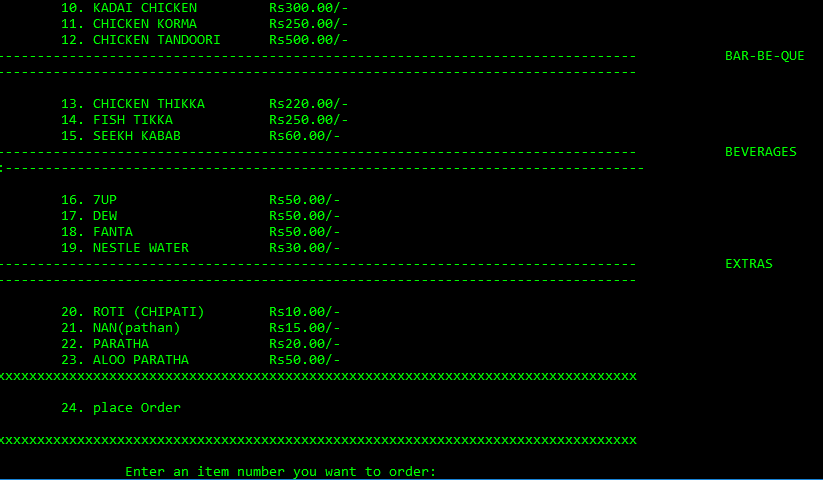 10. KADAI CHICKEN Rs300.00/-
11. CHICKEN KORMA Rs250.00/-
12. CHICKEN TANDOORI Rs500.00/-
------------------------------------------------------------------------------- BAR-BE-QUE
-------------------------------------------------------------------------------
13. CHICKEN THIKKA Rs220.00/-
14. FISH TIKKA Rs250.00/-
15. SEEKH KABAB Rs60.00/-
------------------------------------------------------------------------------- BEVERAGES
:-------------------------------------------------------------------------------
16. 7UP Rs50.00/-
17. DEW Rs50.00/-
18. FANTA Rs50.00/-
19. NESTLE WATER Rs30.00/-
------------------------------------------------------------------------------- EXTRAS
-------------------------------------------------------------------------------
20. ROTI (CHIPATI) Rs10.00/-
21. NAN(pathan) Rs15.00/-
22. PARATHA Rs20.00/-
23. ALOO PARATHA Rs50.00/-
xxxxxxxxxxxxxxxxxxxxxxxxxxxxxxxxxxxxxxxxxxxxxxxxxxxxxxxxxxxxxxxxxxxxxxxxxxxxxxxx
24. place Order
xxxxxxxxxxxxxxxxxxxxxxxxxxxxxxxxxxxxxxxxxxxxxxxxxxxxxxxxxxxxxxxxxxxxxxxxxxxxxxxx
Enter an item number you want to order: